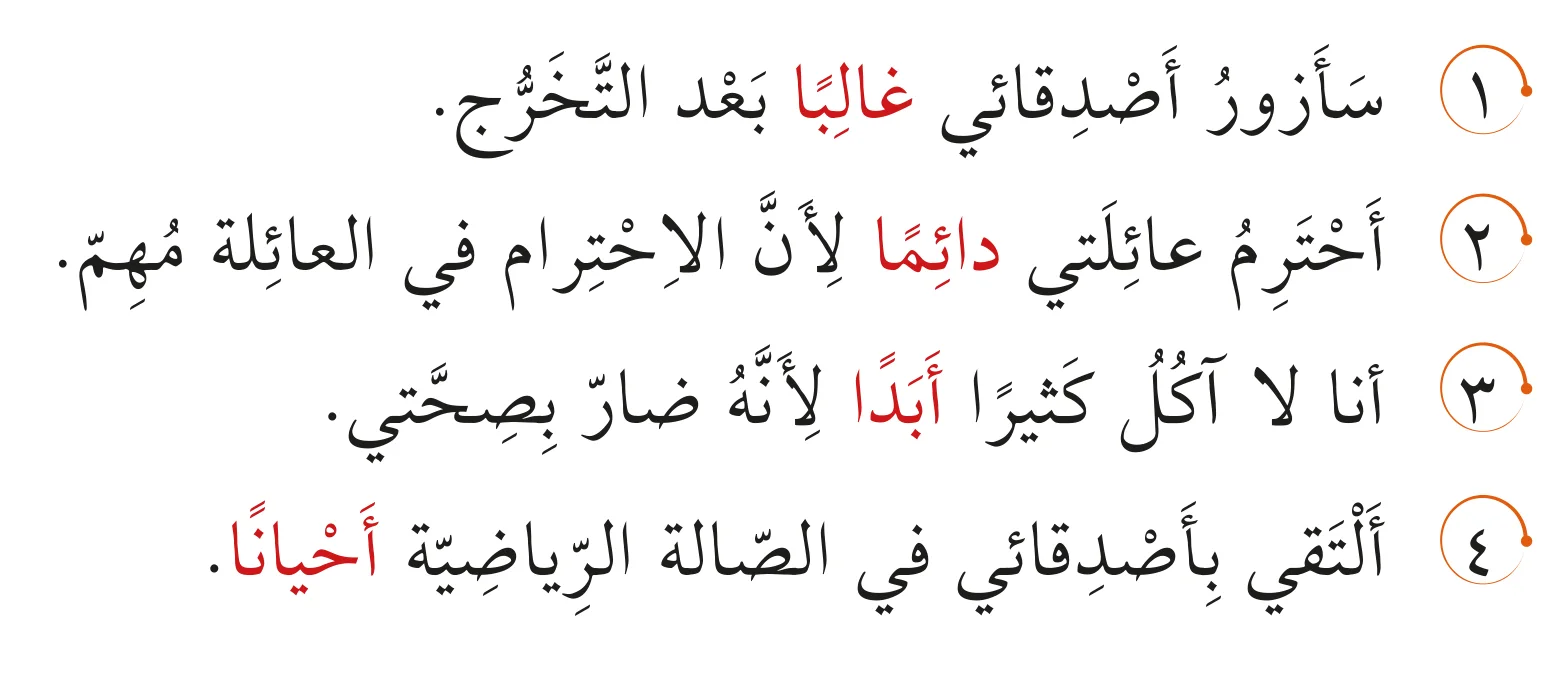 ١ سَأَزورُ أَصْدِقائي غالِبًا بَعْد التَّخَرُّج.
٢ أَحْتَرِمُ عائِلَتي دائِمًا لِأَنَّ الاِحْتِرام في العائِلة مُهِمّ.
٣ أنا لا آكُلُ كَثيرًا أَبَدًا لِأَنَّهُ ضارّ بِصِحَّتي.
٤ أَلْتَقي بِأَصْدِقائي في الصّالة الرِّياضِيّة أَحْيانًا.